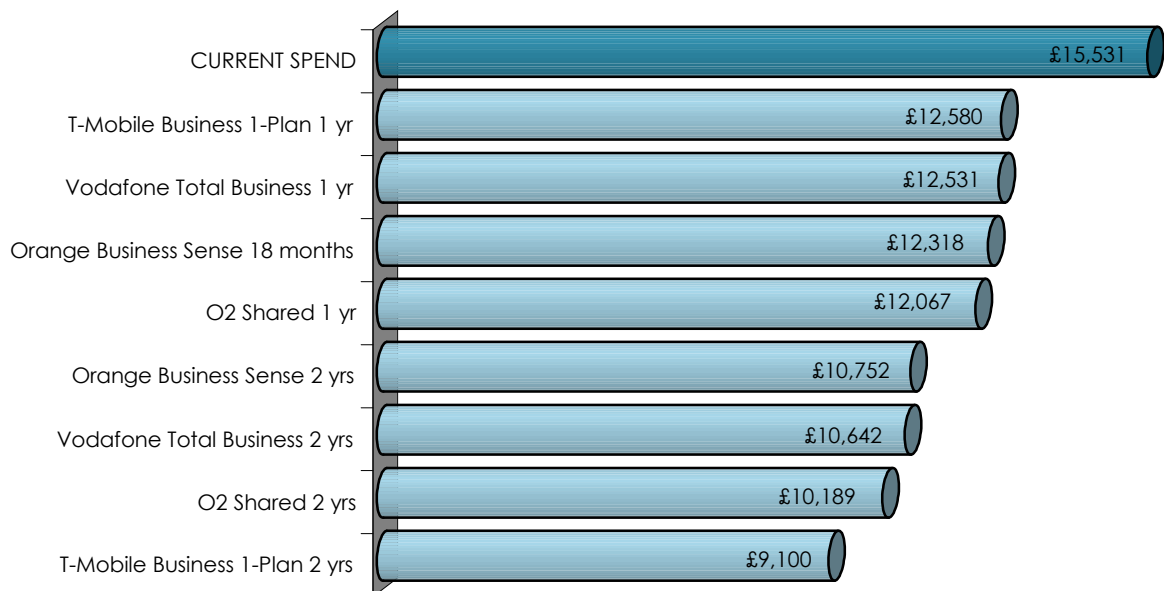 CURRENT SPEND £15,531
T-Mobile Business 1-Plan 1 yr £12,580
Vodafone Total Business 1 yr £12,531
Orange Business Sense 18 months £12,318
O2 Shared 1 yr £12,067
Orange Business Sense 2 yrs £10,752
Vodafone Total Business 2 yrs £10,642
O2 Shared 2 yrs £10,189
T-Mobile Business 1-Plan 2 yrs £9,100